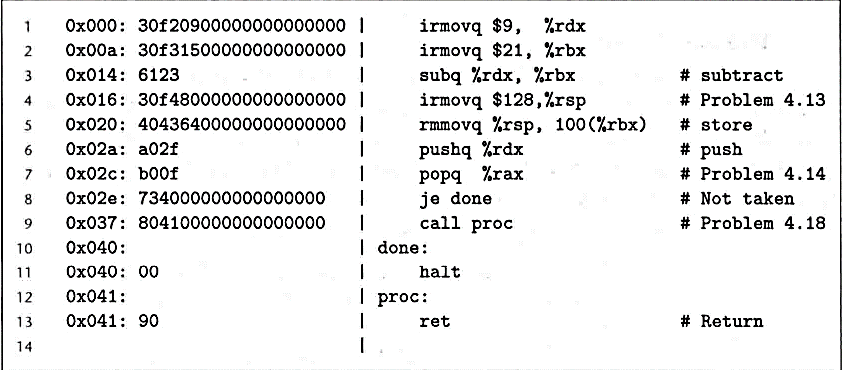 1 0x000: 30f20900000000000000 | irmovq $9, %rdx
2 0x00a: 30f31500000000000000 | irmovq $21, %rbx
3 0x014: 6123 | subq %rdx, %rbx # subtract
4 0x016: 30f48000000000000000 | irmovq $128,%rsp # Problem 4.13
5 0x020: 40436400000000000000 | rmmovq %rsp, 100(%rbx) # store
6 0x02a: a02f | pushq %rdx # push
7 0x02c: b00f | popq %rax # Problem 4.14
8 0x02e: 734000000000000000 | je done # Not taken
9 0x037: 804100000000000000 | call proc # Problem 4.18
10 0x040: | done:
11 0x040: 00 | halt
12 0x041: | proc:
13 0x041: 90 | ret # Return
14 |